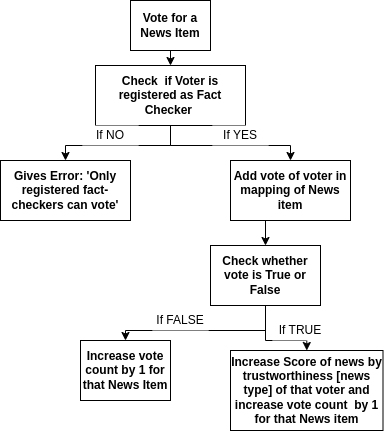 Vote for a
News Item
Check if Voter is
registered as Fact
Checker
If NO
If YES
Gives Error: 'Only
registered fact-
checkers can vote'
Add vote of voter in
mapping of News
item
Check whether
vote is True or
False
If FALSE
If TRUE
Increase vote
count by 1 for
that News Item
Increase Score of news by
trustworthiness [news
type] of that voter and
increase vote count by 1
for that News item